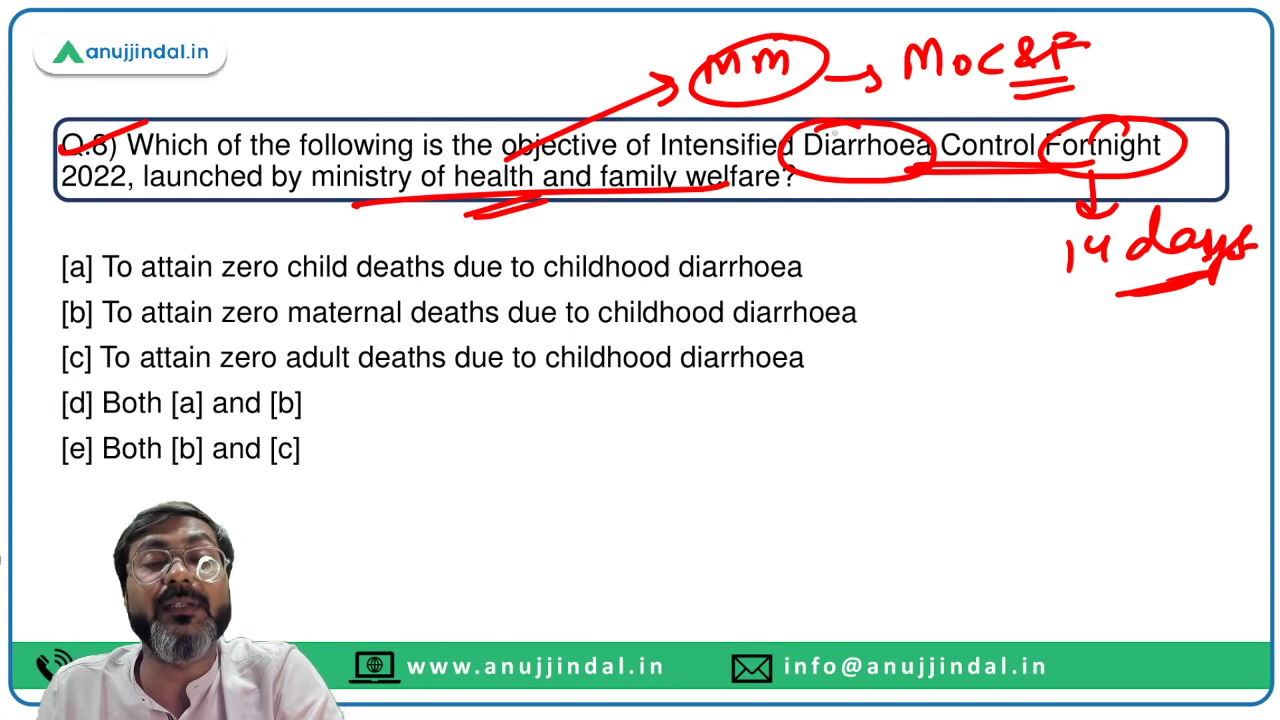 anujjindal.in
MM → MoC&F
Q.8) Which of the following is the objective of Intensified Diarrhoea Control Fortnight
2022, launched by ministry of health and family welfare?
14 days
[a] To attain zero child deaths due to childhood diarrhoea
[b] To attain zero maternal deaths due to childhood diarrhoea
[c] To attain zero adult deaths due to childhood diarrhoea
[d] Both [a] and [b]
[e] Both [b] and [c]
www.anujjindal.in
info@anujjindal.in